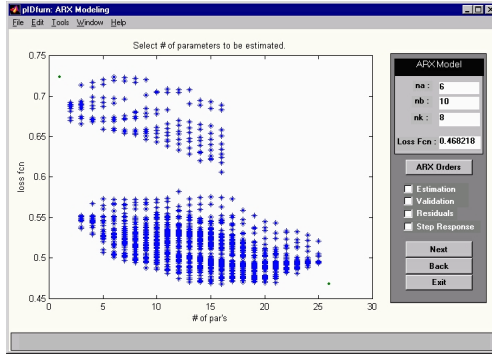 pIDfurn: ARX Modeling
File Edit Tools Window Help
Select # of parameters to be estimated.
loss fcn
0.75
0.7
0.65
0.6
0.55
0.5
0.45
0 5 10 15 20 25 30
# of par's
ARX Model
na : 6
nb : 10
nk : 8
Loss Fcn : 0.468218
ARX Orders
Estimation
Validation
Residuals
Step Response
Next
Back
Exit